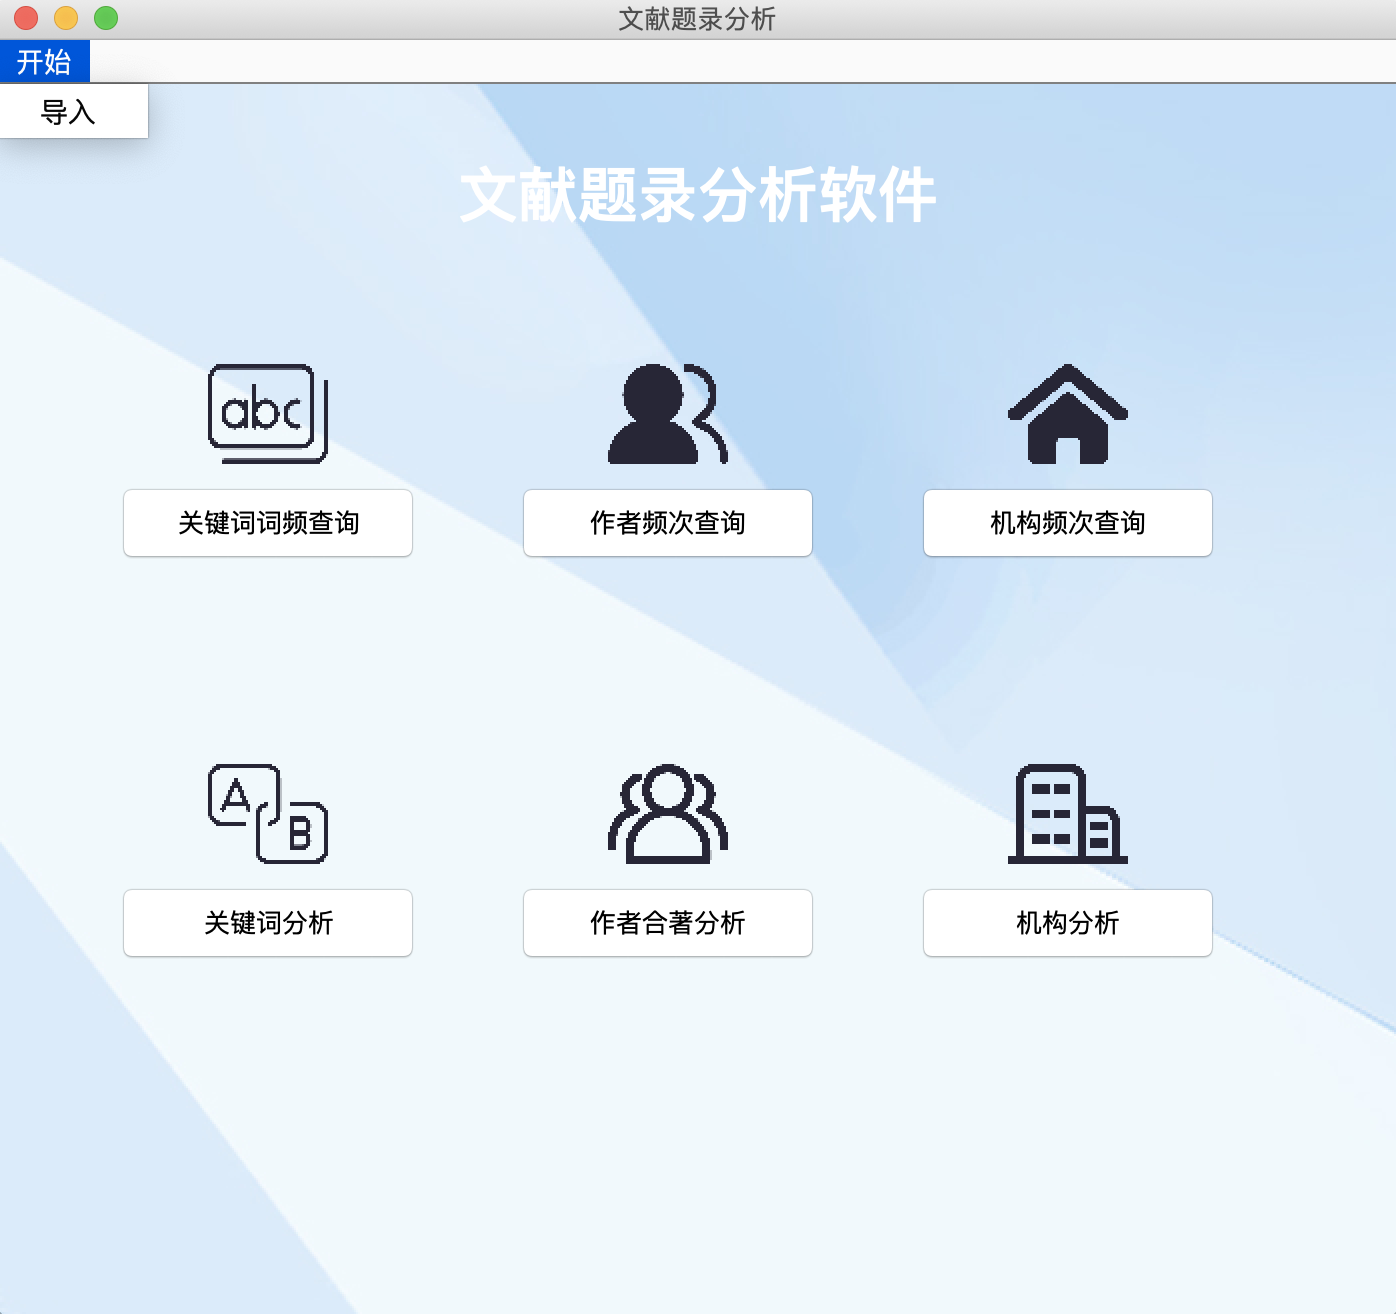 文献题录分析
开始
导入
文献题录分析软件
abc
关键词词频查询
作者频次查询
机构频次查询
A
B
关键词分析
作者合著分析
机构分析